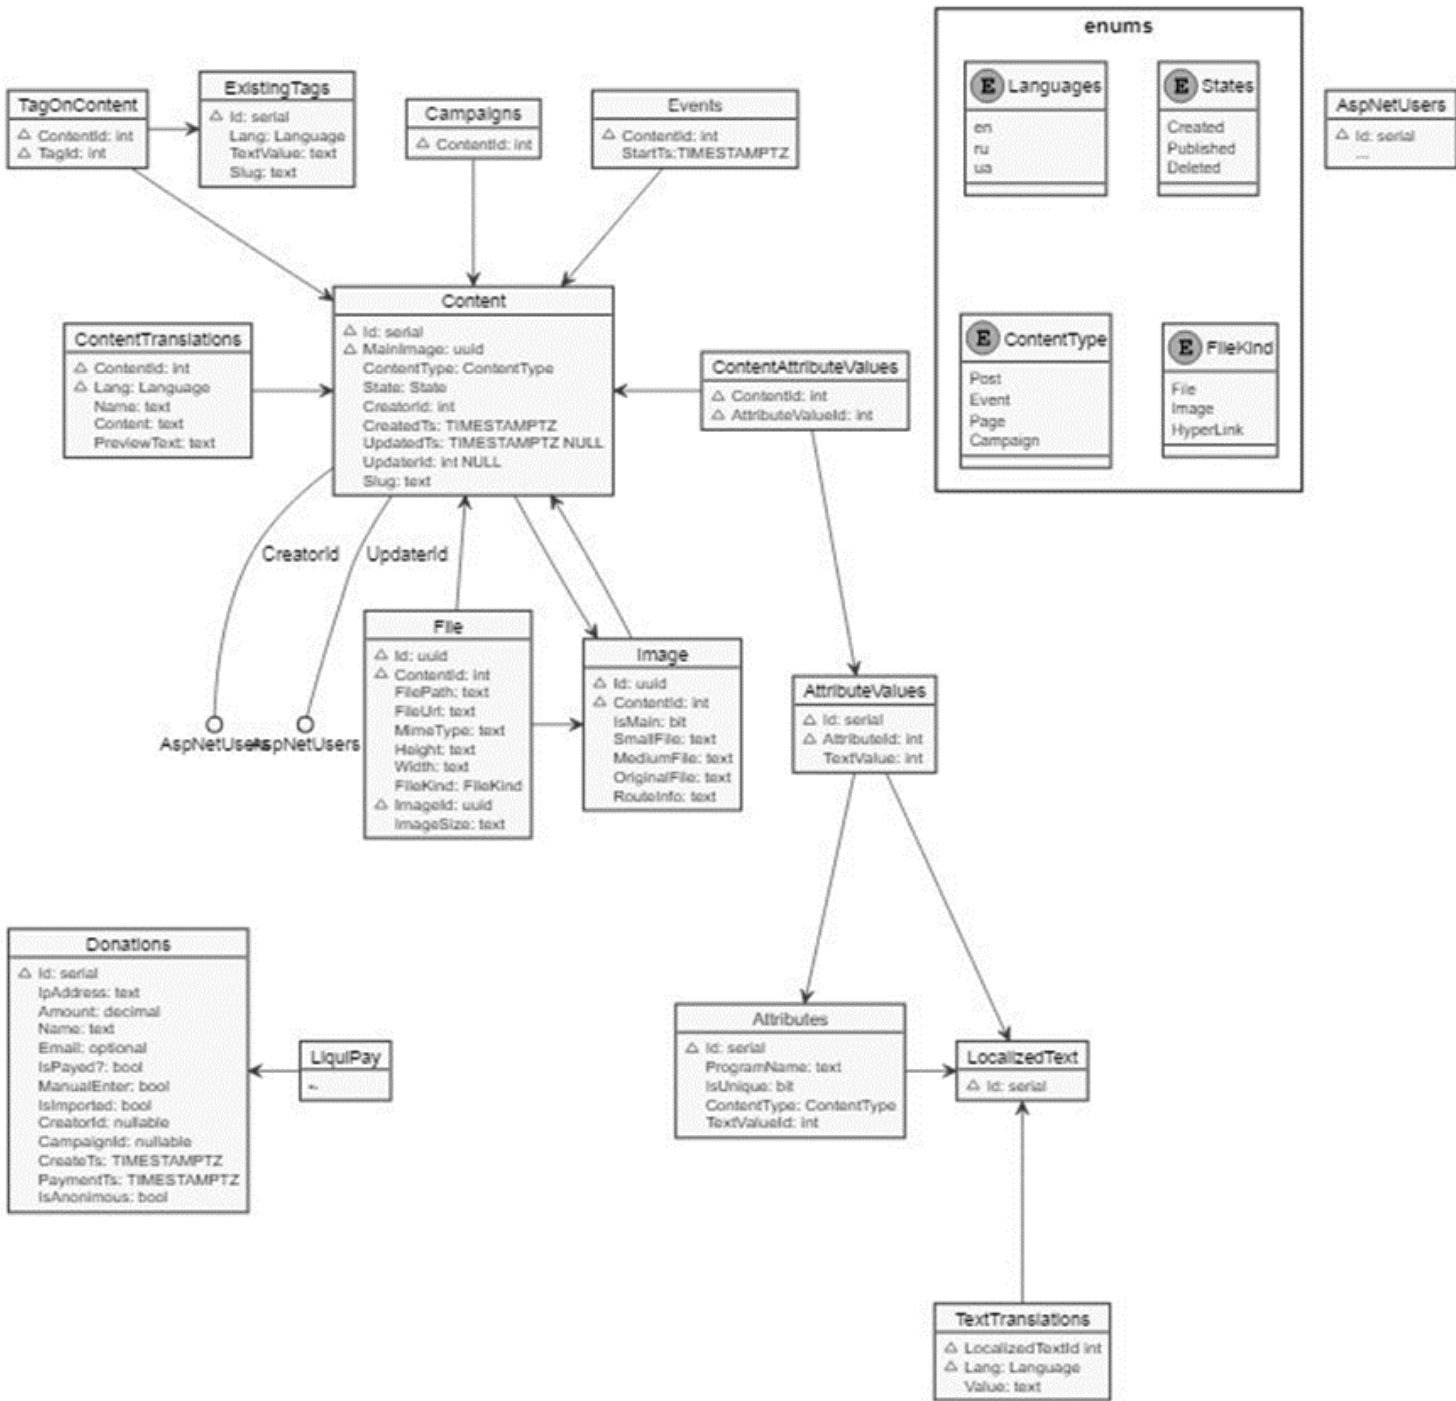 enums
TagOnContent
ContentId: int
TagId: int
ExistingTags
Id: serial
Lang: Language
TextValue: text
Slug: text
Campaigns
ContentId: int
Events
ContentId: int
StartTs:TIMESTAMPTZ
E Languages
en
ru
ua
E States
Created
Published
Deleted
AspNetUsers
Id: serial
...
E ContentType
Post
Event
Page
Campaign
E FileKind
File
Image
HyperLink
ContentTranslations
ContentId: int
Lang: Language
Name: text
Content: text
PreviewText: text
Content
Id: serial
MainImage: uuid
ContentType: ContentType
State: State
CreatorId: int
CreatedTs: TIMESTAMPTZ
UpdatedTs: TIMESTAMPTZ NULL
UpdaterId: int NULL
Slug: text
ContentAttributeValues
ContentId: int
AttributeValueId: int
CreatorId
UpdaterId
AspNetUsers
AspNetUsers
File
Id: uuid
ContentId: int
FilePath: text
FileUrl: text
MimeType: text
Height: text
Width: text
FileKind: FileKind
ImageId: uuid
ImageSize: text
Image
Id: uuid
ContentId: int
IsMain: bit
SmallFile: text
MediumFile: text
OriginalFile: text
RouteInfo: text
AttributeValues
Id: serial
AttributeId: int
TextValue: int
Donations
Id: serial
IpAddress: text
Amount: decimal
Name: text
Email: optional
IsPayed?: bool
ManualEnter: bool
IsImported: bool
CreatorId: nullable
CampaignId: nullable
CreateTs: TIMESTAMPTZ
PaymentTs: TIMESTAMPTZ
IsAnonimous: bool
LiquiPay
Attributes
Id: serial
ProgramName: text
IsUnique: bit
ContentType: ContentType
TextValueId: int
LocalizedText
Id: serial
TextTranslations
LocalizedTextId int
Lang: Language
Value: text